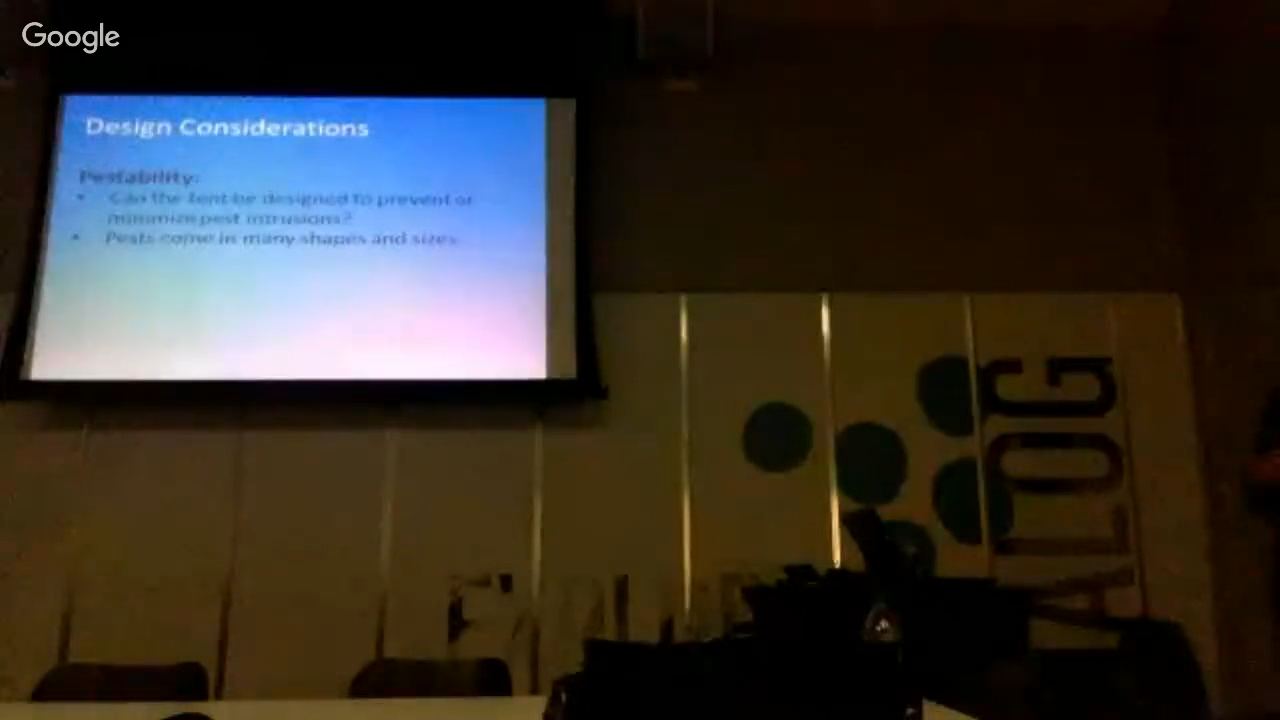 Google
Design Considerations
Pestability:
• Can the tent be designed to prevent or
minimize pest intrusions?
• Pests come in many shapes and sizes
ALOG